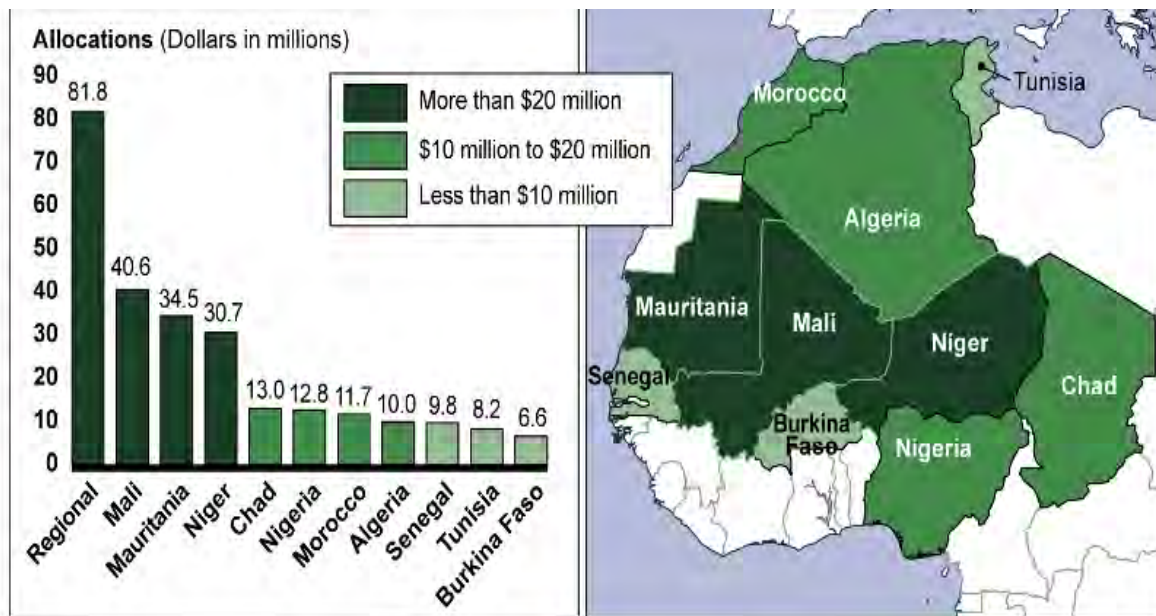 Allocations (Dollars in millions)
90
80
70
60
50
40
30
20
10
0
81.8
40.6
34.5
30.7
13.0
12.8
11.7
10.0
9.8
8.2
6.6
Regional
Mali
Mauritania
Niger
Chad
Nigeria
Morocco
Algeria
Senegal
Tunisia
Burkina Faso
More than $20 million
$10 million to $20 million
Less than $10 million
Morocco
Tunisia
Algeria
Mauritania
Mali
Niger
Chad
Senegal
Burkina
Faso
Nigeria